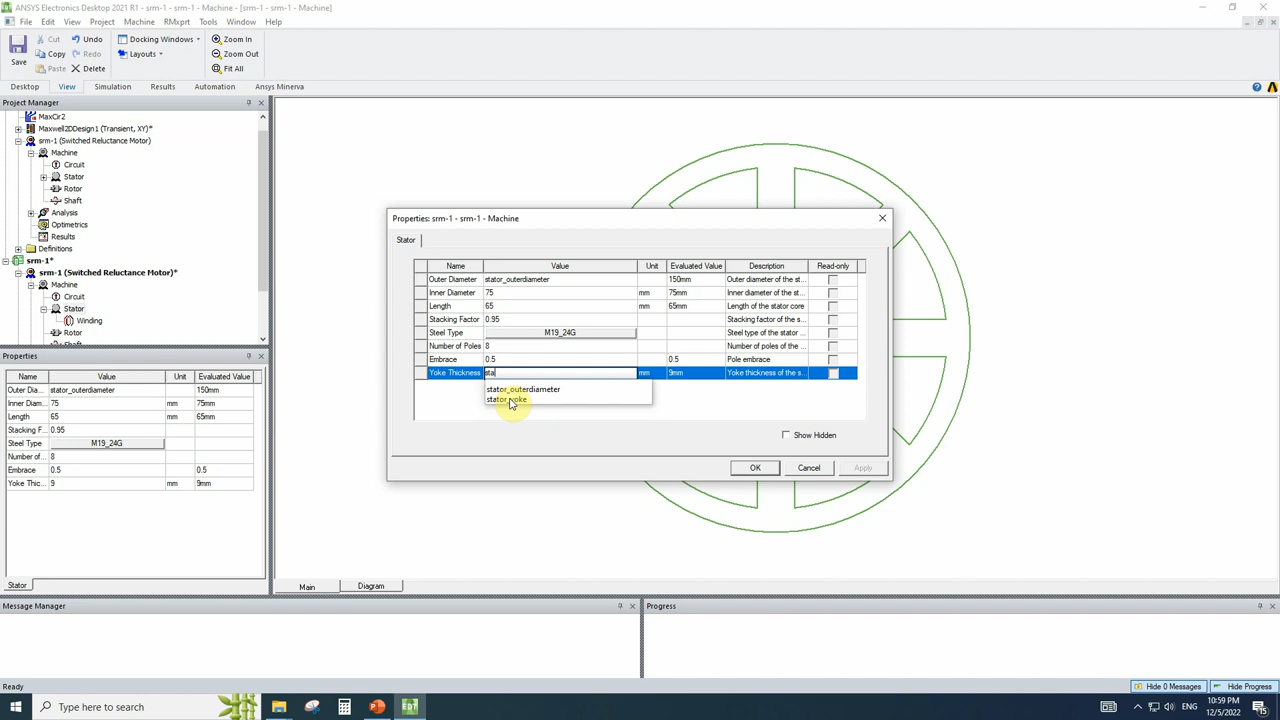 ANSYS Electronics Desktop 2021 R1 - srm-1 - srm-1 - Machine - [srm-1 - srm-1 - Machine]
File Edit View Project Machine RMxprt Tools Window Help
Save
Cut
Copy
Paste
Undo
Redo
Delete
Docking Windows
Layouts
Zoom In
Zoom Out
Fit All
Desktop View Simulation Results Automation Ansys Minerva
Project Manager
MaxCir2
Maxwell2DDesign1 (Transient, XY)*
srm-1 (Switched Reluctance Motor)
Machine
Circuit
Stator
Rotor
Shaft
Analysis
Optimetrics
Results
Definitions
srm-1*
srm-1 (Switched Reluctance Motor)*
Machine
Circuit
Stator
Winding
Rotor
Shaft
Properties
Name Value Unit Evaluated Value
Outer Dia... stator_outerdiameter 150mm
Inner Diam... 75 mm 75mm
Length 65 mm 65mm
Stacking F... 0.95
Steel Type M19_24G
Number of... 8
Embrace 0.5 0.5
Yoke Thic... 9 mm 9mm
Stator
Properties: srm-1 - srm-1 - Machine
Stator
Name Value Unit Evaluated Value Description Read-only
Outer Diameter stator_outerdiameter 150mm Outer diameter of the st...
Inner Diameter 75 mm 75mm Inner diameter of the st...
Length 65 mm 65mm Length of the stator core
Stacking Factor 0.95 Stacking factor of the s...
Steel Type M19_24G Steel type of the stator
Number of Poles 8 Number of poles of the
Embrace 0.5 0.5 Pole embrace
Yoke Thickness sta mm 9mm Yoke thickness of the s...
stator_outerdiameter
stator_yoke
Show Hidden
OK Cancel Apply
Main Diagram
Message Manager
Progress
Ready
Hide 0 Messages Hide Progress
Type here to search
ENG
10:59 PM
12/5/2022
15